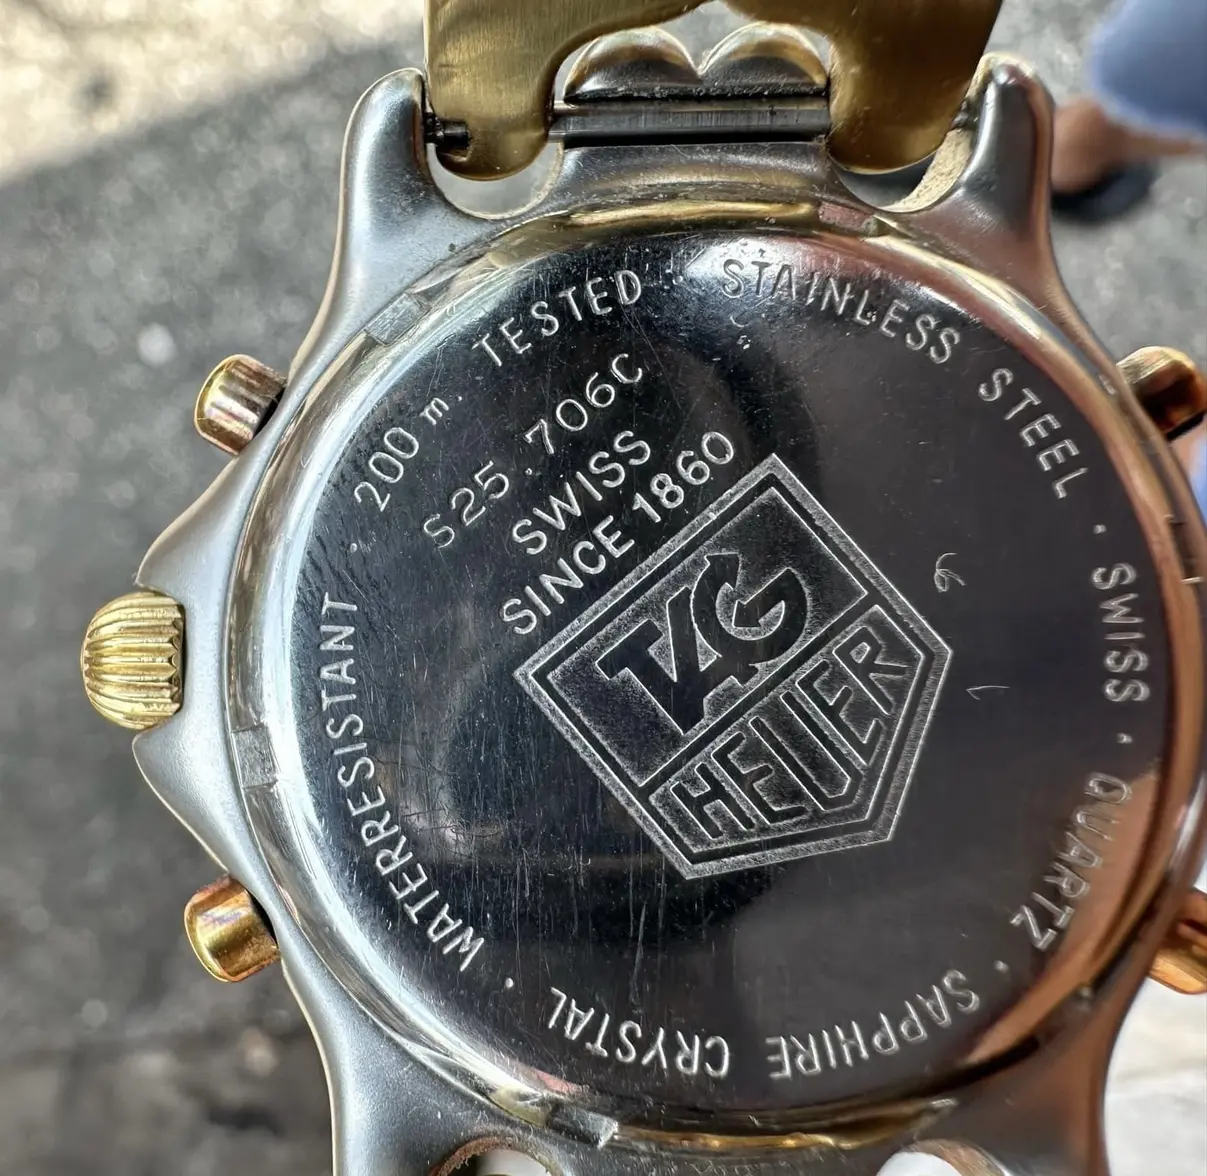 200 m. TESTED
STAINLESS STEEL · SWISS · QUARTZ · SAPPHIRE CRYSTAL · WATERRESISTANT ·
S25.706C
SWISS
SINCE 1860
TAG
HEUER